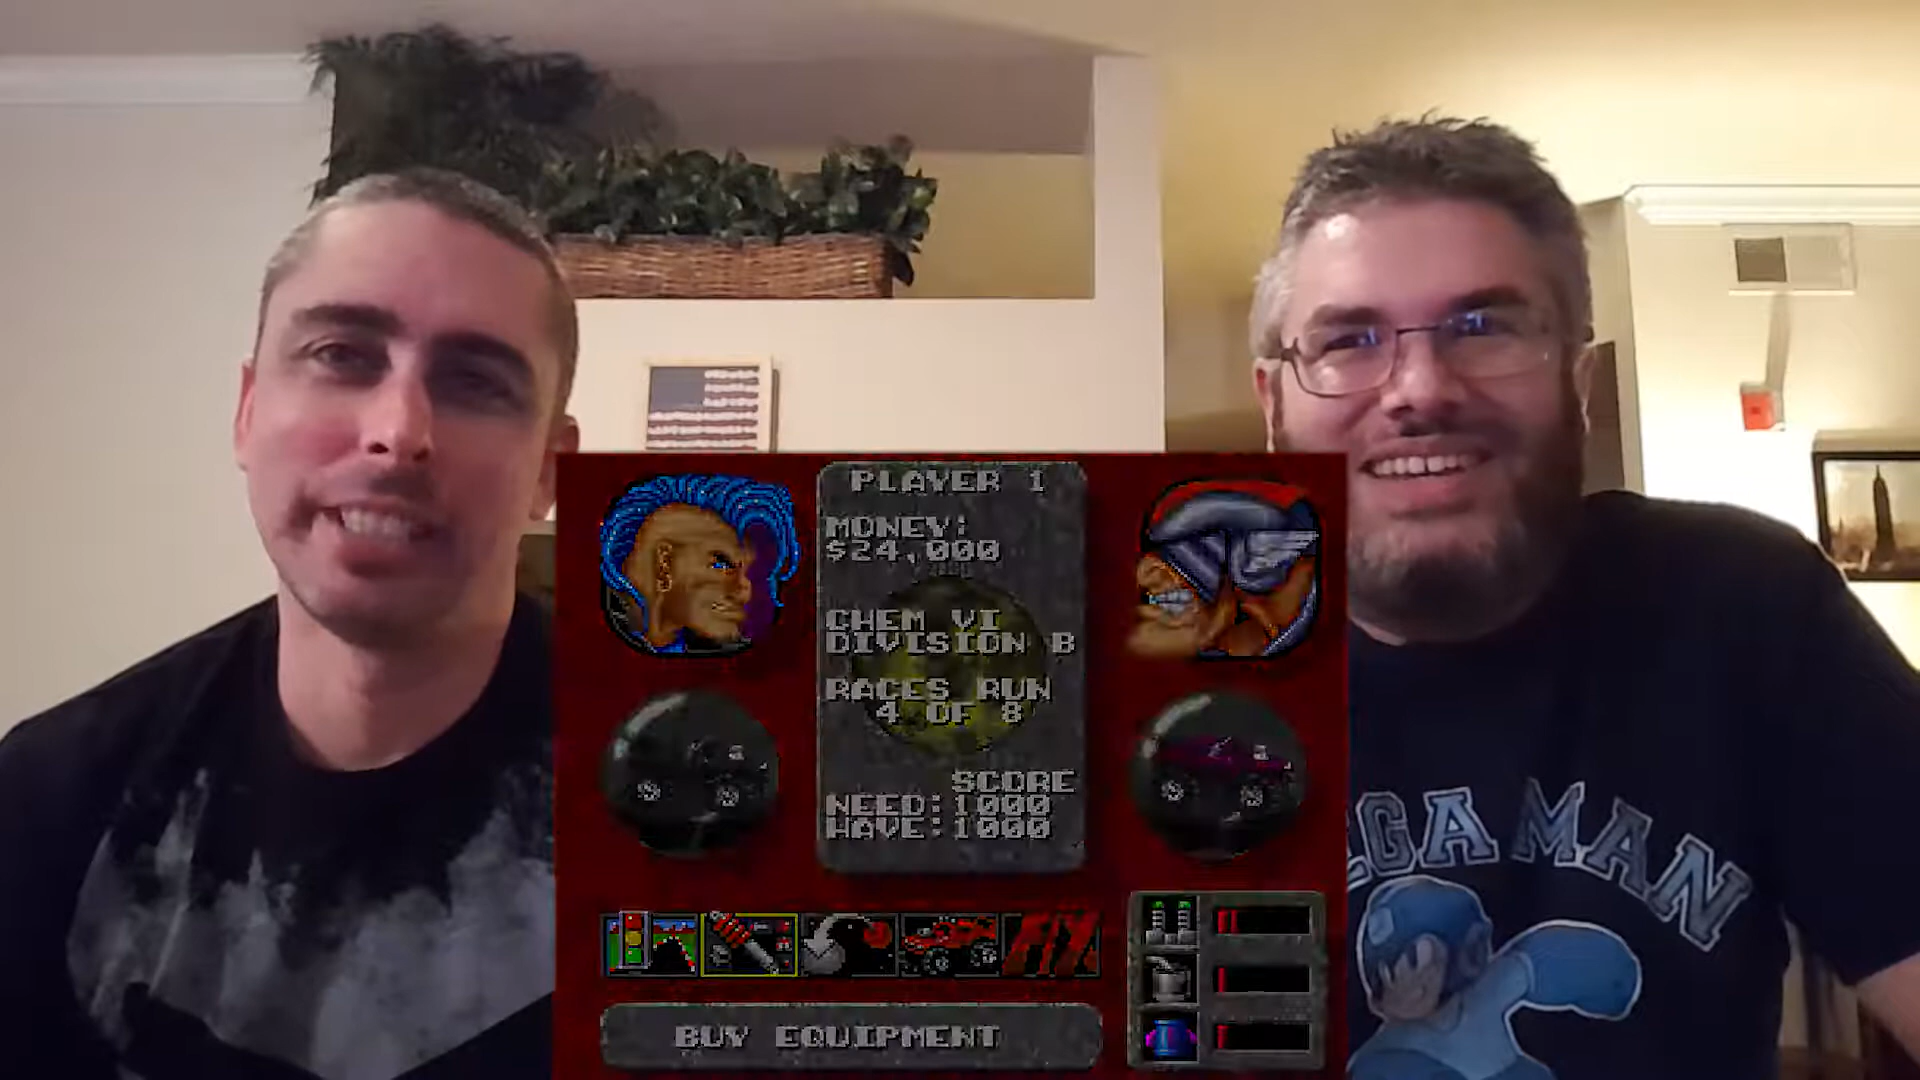 PLAYER 1
MONEY:
$24,000
CHEM VI
DIVISION B
RACES RUN
4 OF 8
SCORE
NEED:1000
HAVE:1000
FIX
BUY EQUIPMENT
MAN